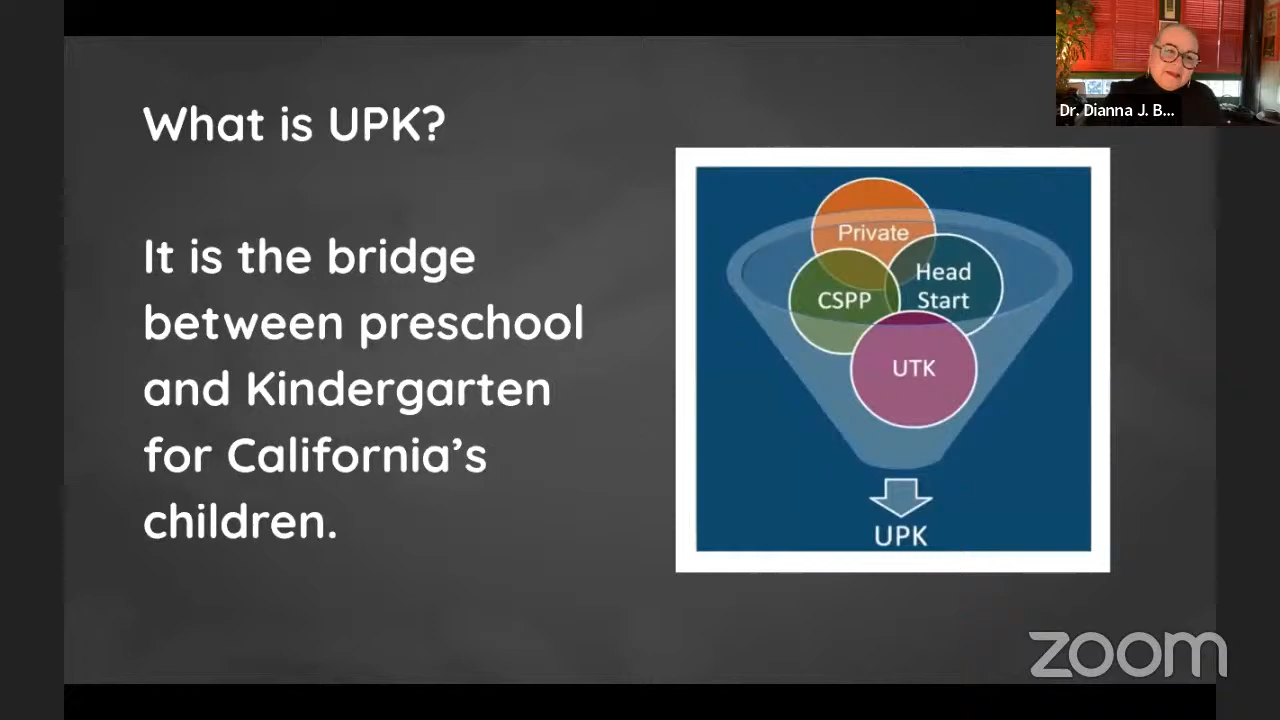 What is UPK?
It is the bridge
between preschool
and Kindergarten
for California’s
children.
Private
Head
Start
CSPP
UTK
UPK
Dr. Dianna J. B...
zoom